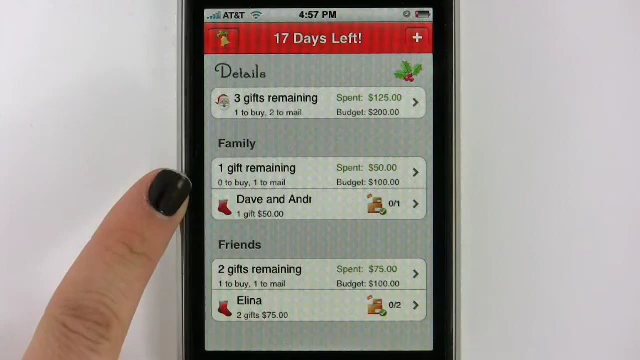 AT&T 4:57 PM
17 Days Left! +
Details
3 gifts remaining Spent: $125.00
1 to buy, 2 to mail Budget: $200.00
Family
1 gift remaining Spent: $50.00
0 to buy, 1 to mail Budget: $100.00
Dave and Andr
1 gift $50.00 0/1
Friends
2 gifts remaining Spent: $75.00
1 to buy, 1 to mail Budget: $100.00
Elina
2 gifts $75.00 0/2